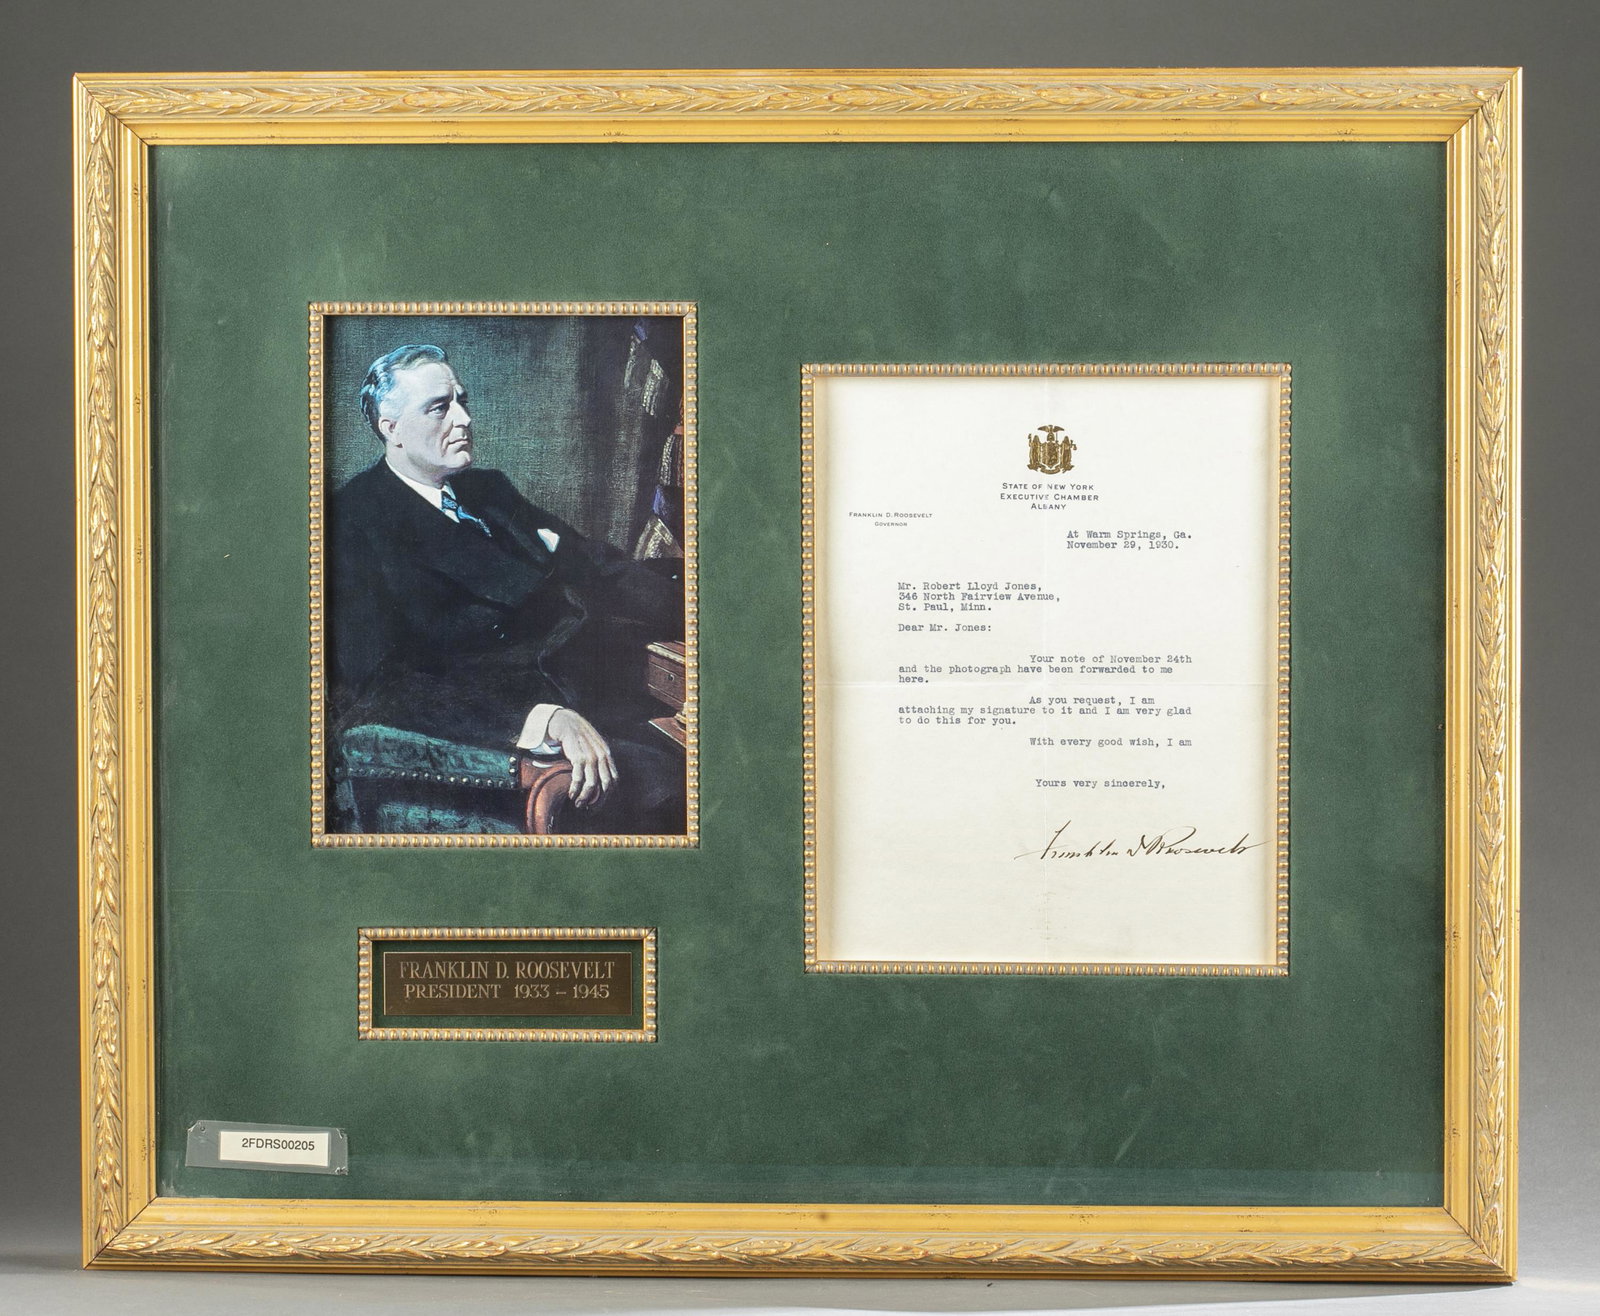 STATE OF NEW YORK
EXECUTIVE CHAMBER
ALBANY
FRANKLIN D. ROOSEVELT
GOVERNOR
At Warm Springs, Ga.
November 29, 1930.
Mr. Robert Lloyd Jones,
346 North Fairview Avenue,
St. Paul, Minn.
Dear Mr. Jones:
Your note of November 24th
and the photograph have been forwarded to me
here.
As you request, I am
attaching my signature to it and I am very glad
to do this for you.
With every good wish, I am
Yours very sincerely,
Franklin D Roosevelt
FRANKLIN D. ROOSEVELT
PRESIDENT 1933 - 1945
2FDRS00205